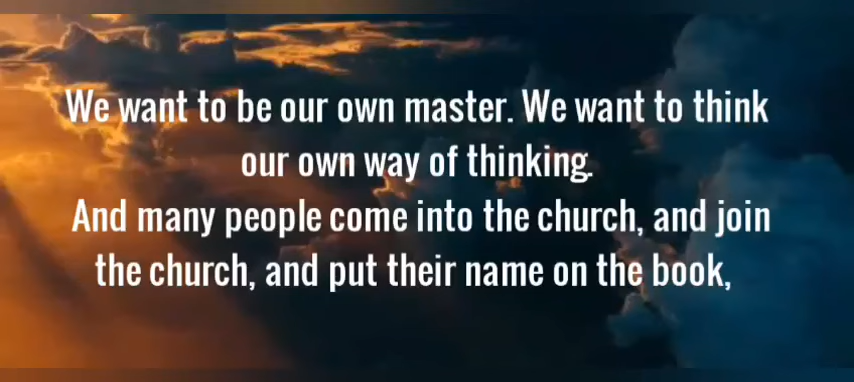 We want to be our own master. We want to think
our own way of thinking.
And many people come into the church, and join
the church, and put their name on the book,